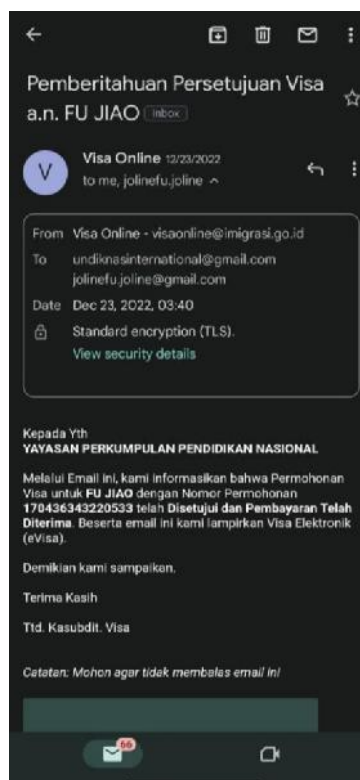 Pemberitahuan Persetujuan Visa
a.n. FU JIAO Inbox
V
Visa Online 12/23/2022
to me, jolinefu.joline
From Visa Online - visaonline@imigrasi.go.id
To undiknasinternational@gmail.com
jolinefu.joline@gmail.com
Date Dec 23, 2022, 03:40
Standard encryption (TLS).
View security details
Kepada Yth
YAYASAN PERKUMPULAN PENDIDIKAN NASIONAL
Melalui Email ini, kami informasikan bahwa Permohonan
Visa untuk FU JIAO dengan Nomor Permohonan
170436343220533 telah Disetujui dan Pembayaran Telah
Diterima. Beserta email ini kami lampirkan Visa Elektronik
(eVisa).
Demikian kami sampaikan.
Terima Kasih
Ttd. Kasubdit. Visa
Catatan: Mohon agar tidak membalas email ini
66